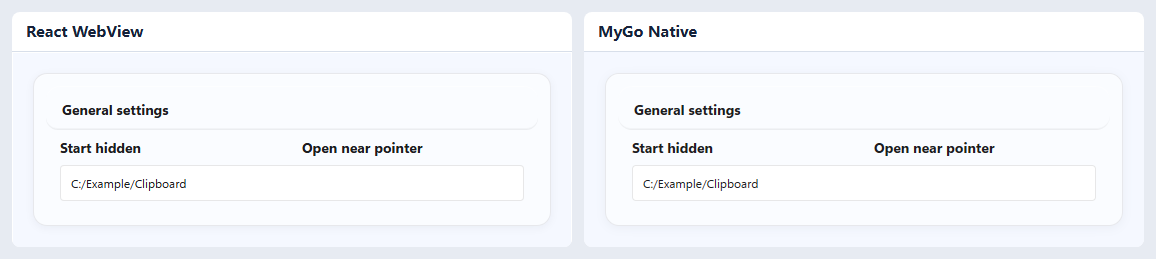 React WebView
General settings
Start hidden Open near pointer
C:/Example/Clipboard
MyGo Native
General settings
Start hidden Open near pointer
C:/Example/Clipboard